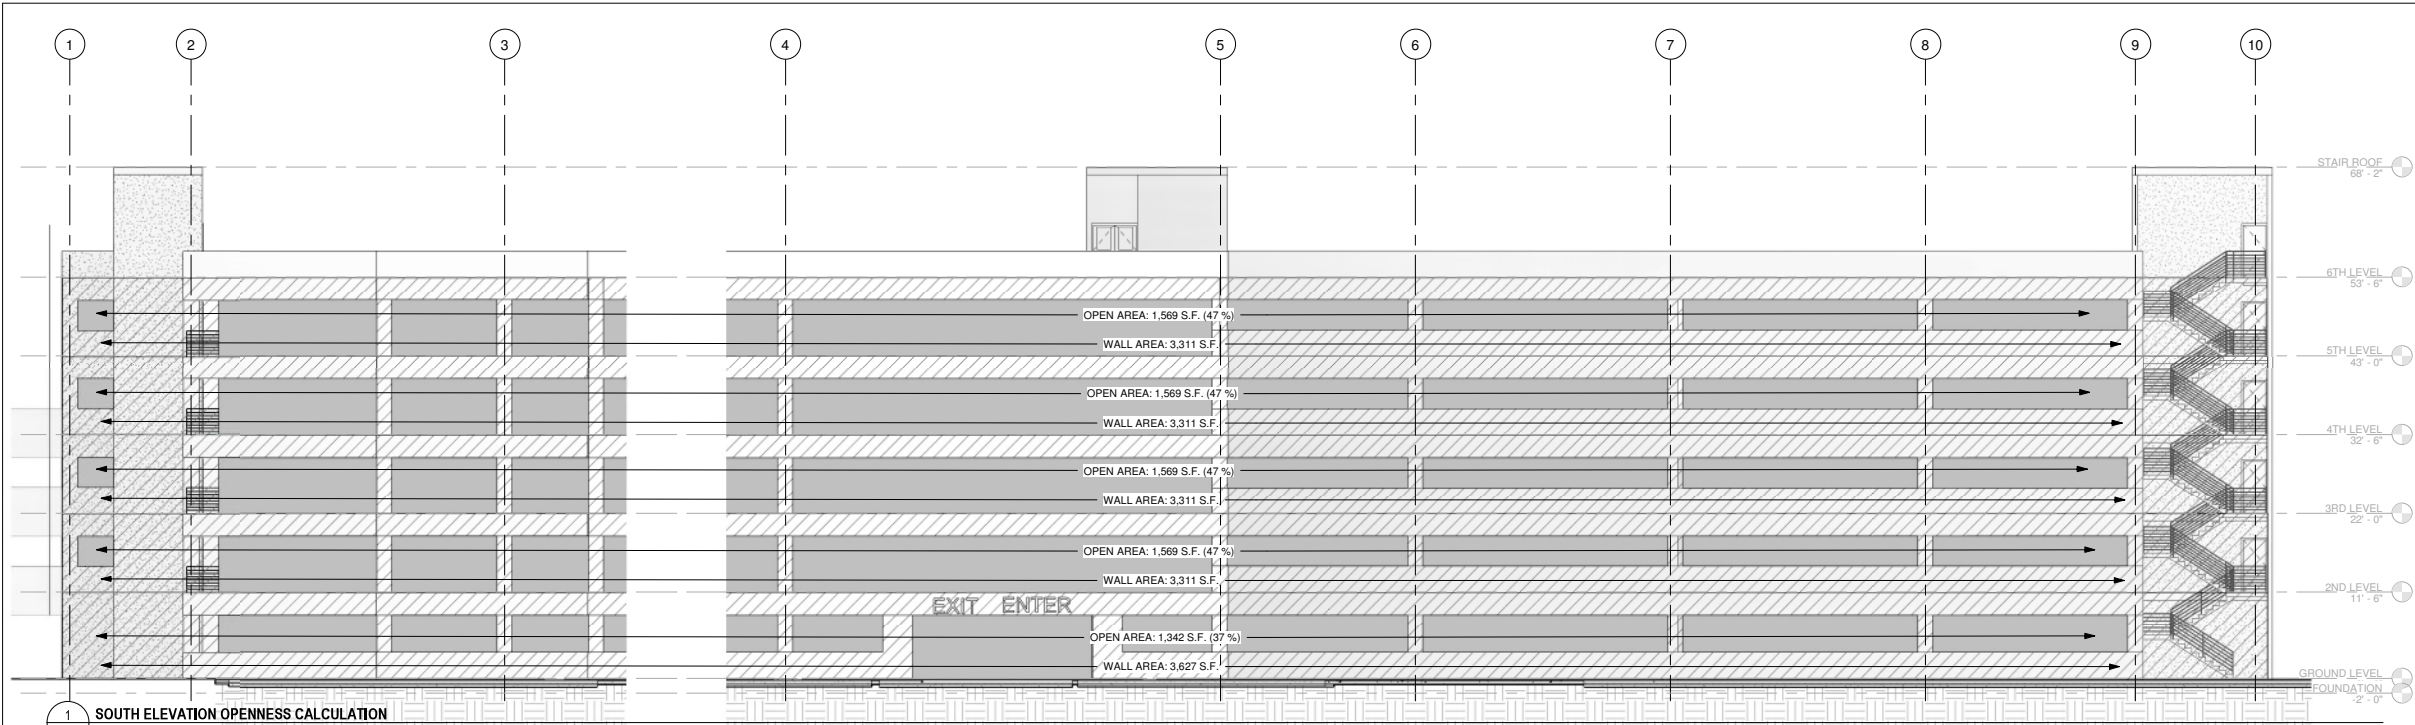 1 2 3 4 5 6 7 8 9 10
STAIR ROOF
68' - 2"
6TH LEVEL
53' - 6"
OPEN AREA: 1,569 S.F. (47 %)
WALL AREA: 3,311 S.F.
5TH LEVEL
43' - 0"
OPEN AREA: 1,569 S.F. (47 %)
WALL AREA: 3,311 S.F.
4TH LEVEL
32' - 6"
OPEN AREA: 1,569 S.F. (47 %)
WALL AREA: 3,311 S.F.
3RD LEVEL
22' - 0"
OPEN AREA: 1,569 S.F. (47 %)
WALL AREA: 3,311 S.F.
2ND LEVEL
11' - 6"
EXIT ENTER
OPEN AREA: 1,342 S.F. (37 %)
WALL AREA: 3,627 S.F.
GROUND LEVEL
FOUNDATION
-2' - 0"
1 SOUTH ELEVATION OPENNESS CALCULATION